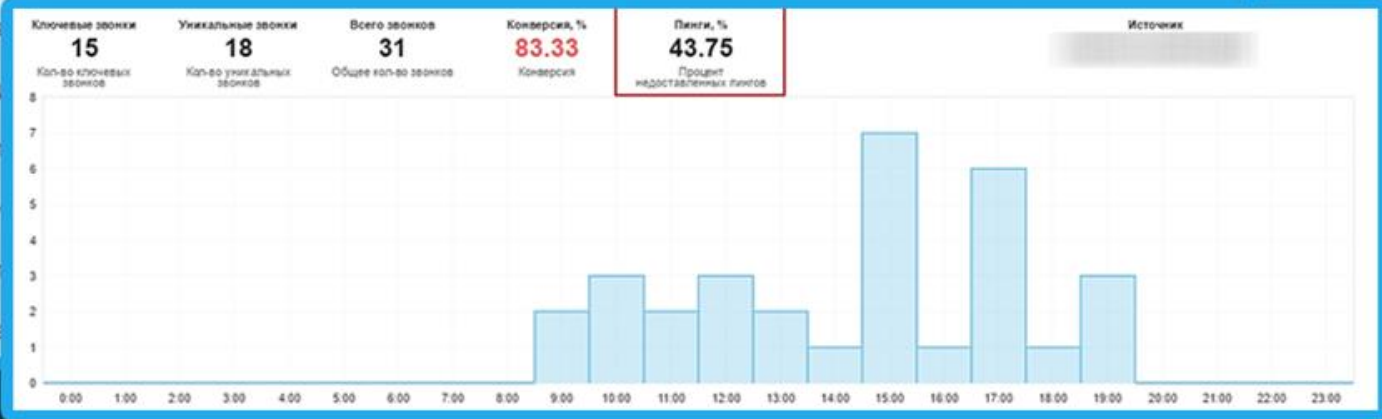 Ключевые звонки
15
Кол-во ключевых
звонков
Уникальные звонки
18
Кол-во уникальных
звонков
Всего звонков
31
Общее кол-во звонков
Конверсия, %
83.33
Конверсия
Пинги, %
43.75
Процент
недоставленных пингов
Источник
8
7
6
5
4
3
2
1
0
0:00 1:00 2:00 3:00 4:00 5:00 6:00 7:00 8:00 9:00 10:00 11:00 12:00 13:00 14:00 15:00 16:00 17:00 18:00 19:00 20:00 21:00 22:00 23:00